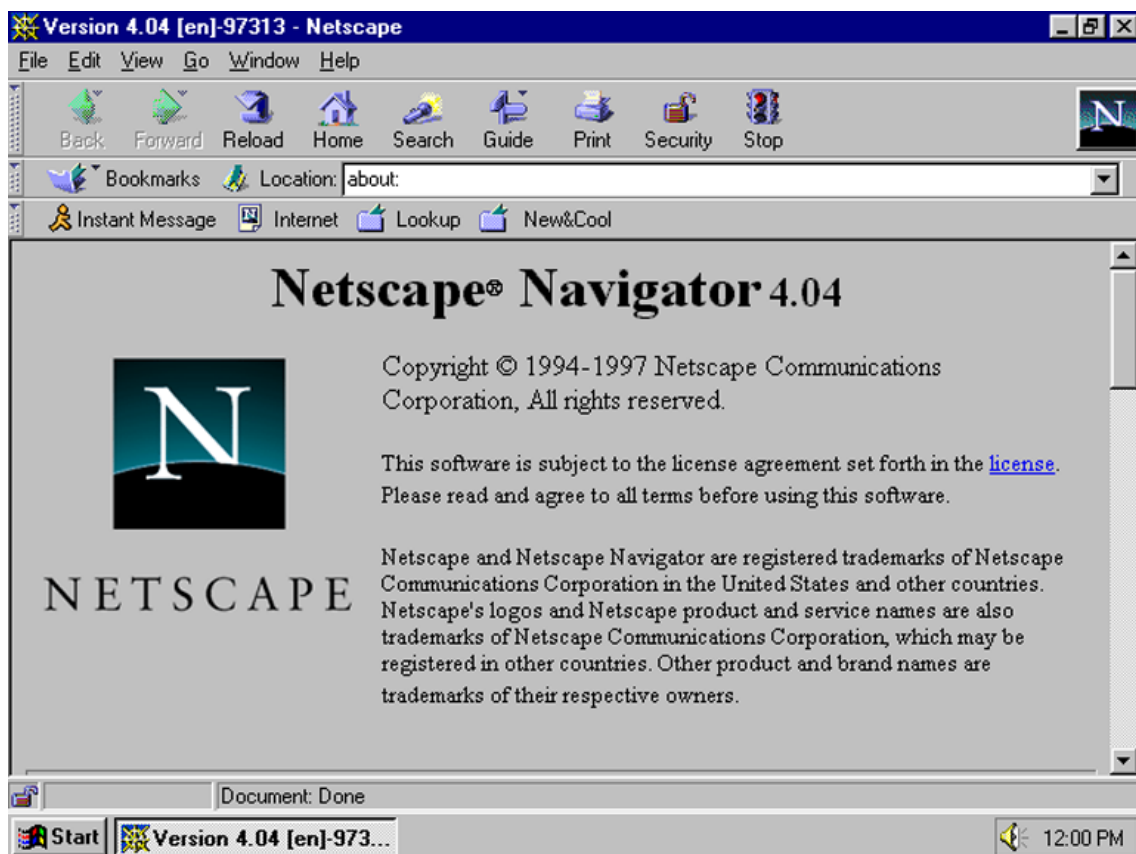 Version 4.04 [en]-97313 - Netscape
File Edit View Go Window Help
Back Forward Reload Home Search Guide Print Security Stop
N
Bookmarks Location: about:
Instant Message Internet Lookup New&Cool
Netscape® Navigator 4.04
N
NETSCAPE
Copyright © 1994-1997 Netscape Communications
Corporation, All rights reserved.
This software is subject to the license agreement set forth in the license.
Please read and agree to all terms before using this software.
Netscape and Netscape Navigator are registered trademarks of Netscape
Communications Corporation in the United States and other countries.
Netscape's logos and Netscape product and service names are also
trademarks of Netscape Communications Corporation, which may be
registered in other countries. Other product and brand names are
trademarks of their respective owners.
Document: Done
Start Version 4.04 [en]-973... 12:00 PM